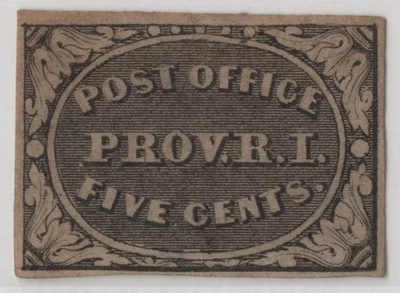 POST OFFICE
PROV. R. I.
FIVE CENTS.